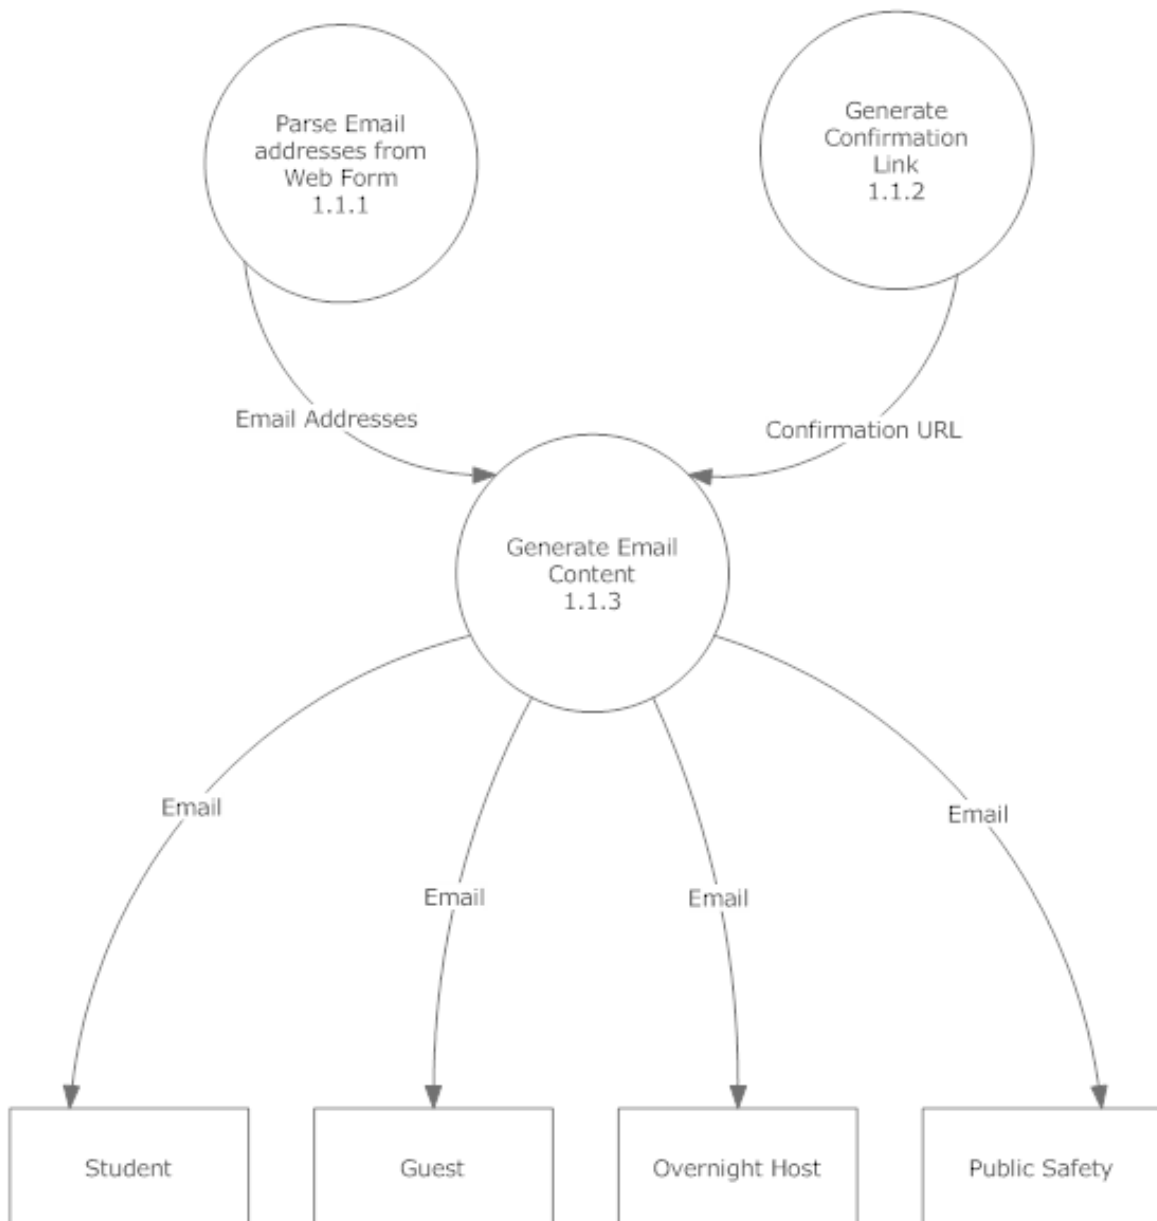 Parse Email
addresses from
Web Form
1.1.1
Generate
Confirmation
Link
1.1.2
Email Addresses
Confirmation URL
Generate Email
Content
1.1.3
Email
Email
Email
Email
Student
Guest
Overnight Host
Public Safety